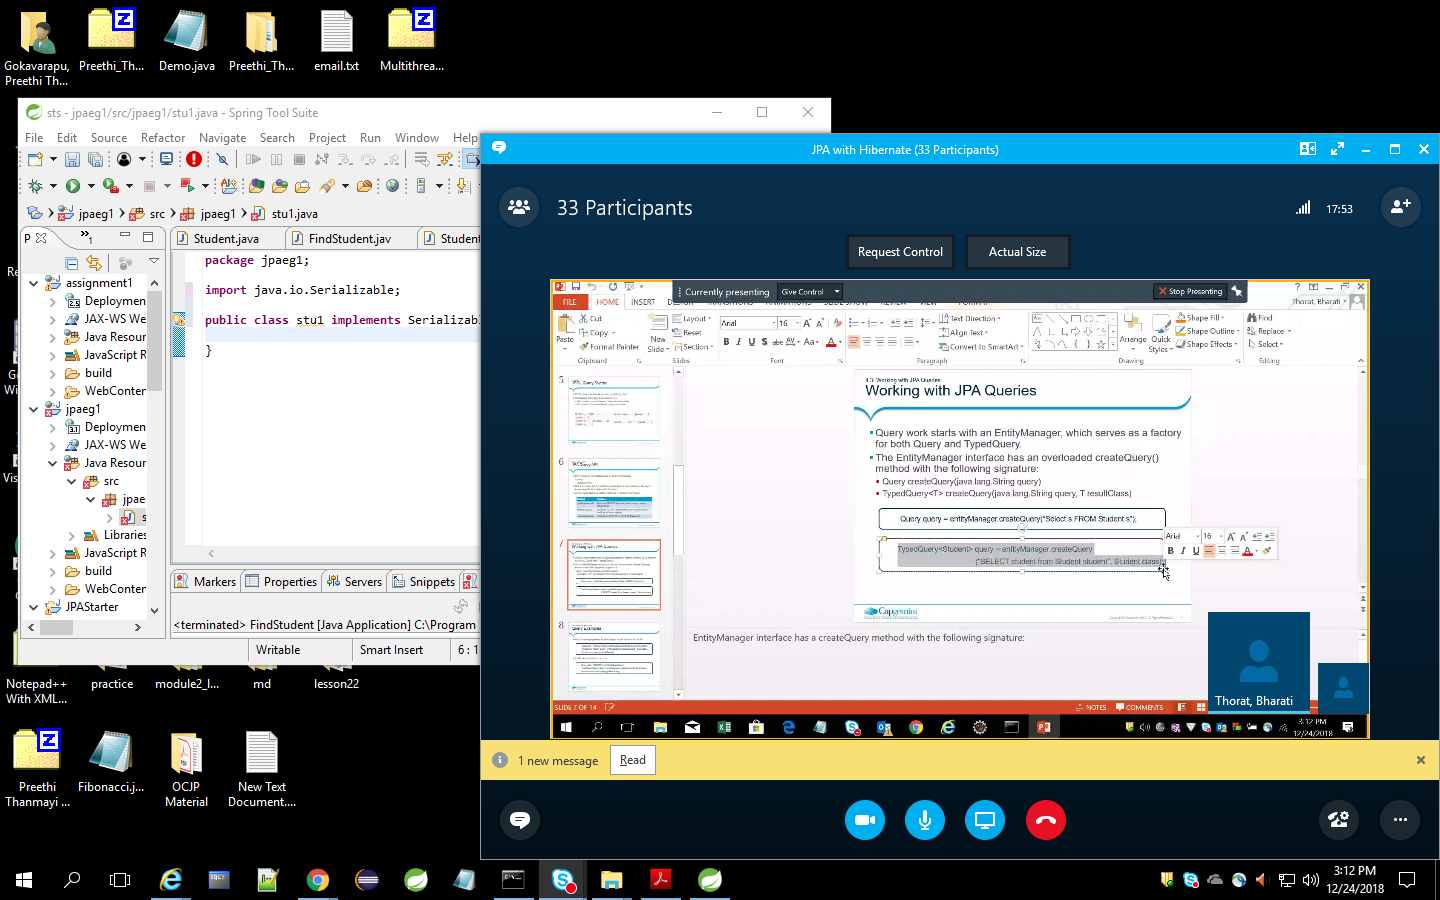 Gokavarapu,
Preethi Th...
Preethi_Th...
Demo.java
Preethi_Th...
email.txt
Multithrea...
sts - jpaeg1/src/jpaeg1/stu1.java - Spring Tool Suite
File Edit Source Refactor Navigate Search Project Run Window Help
jpaeg1 src jpaeg1 stu1.java
P
Student.java
FindStudent.jav
Student
assignment1
Deploymen
JAX-WS We
Java Resour
JavaScript R
build
WebConten
jpaeg1
Deploymen
JAX-WS We
Java Resour
src
jpae
s
Libraries
JavaScript R
build
WebConten
JPAStarter
package jpaeg1;
import java.io.Serializable;
public class stu1 implements Serializabl
}
Markers Properties Servers Snippets
<terminated> FindStudent [Java Application] C:\Program
Writable Smart Insert 6 : 1
JPA with Hibernate (33 Participants)
33 Participants
17:53
Request Control
Actual Size
Currently presenting
Give Control
Stop Presenting
FILE HOME INSERT
Thorat, Bharati
Paste
Cut
Copy
Format Painter
Clipboard
New
Slide
Layout
Reset
Section
Slides
Arial 16
Font
Text Direction
Align Text
Convert to SmartArt
Paragraph
Arrange
Quick
Styles
Shape Fill
Shape Outline
Shape Effects
Drawing
Find
Replace
Select
Editing
5
6
7
8
4.3: Working with JPA Queries
Working with JPA Queries
Query work starts with an EntityManager, which serves as a factory
for both Query and TypedQuery.
The EntityManager interface has an overloaded createQuery()
method with the following signature:
Query createQuery(java.lang.String query)
TypedQuery<T> createQuery(java.lang.String query, T resultClass)
Query query = entityManager.createQuery("Select s FROM Student s");
TypedQuery<Student> query = entityManager.createQuery
("SELECT student from Student student", Student.class);
Arial 16
Capgemini
EntityManager interface has a createQuery method with the following signature:
SLIDE 7 OF 14
NOTES
COMMENTS
Thorat, Bharati
3:12 PM
12/24/2018
1 new message
Read
Notepad++
With XML...
practice
module2_l...
md
lesson22
Preethi
Thanmayi ...
Fibonacci.j...
OCJP
Material
New Text
Document....
3:12 PM
12/24/2018